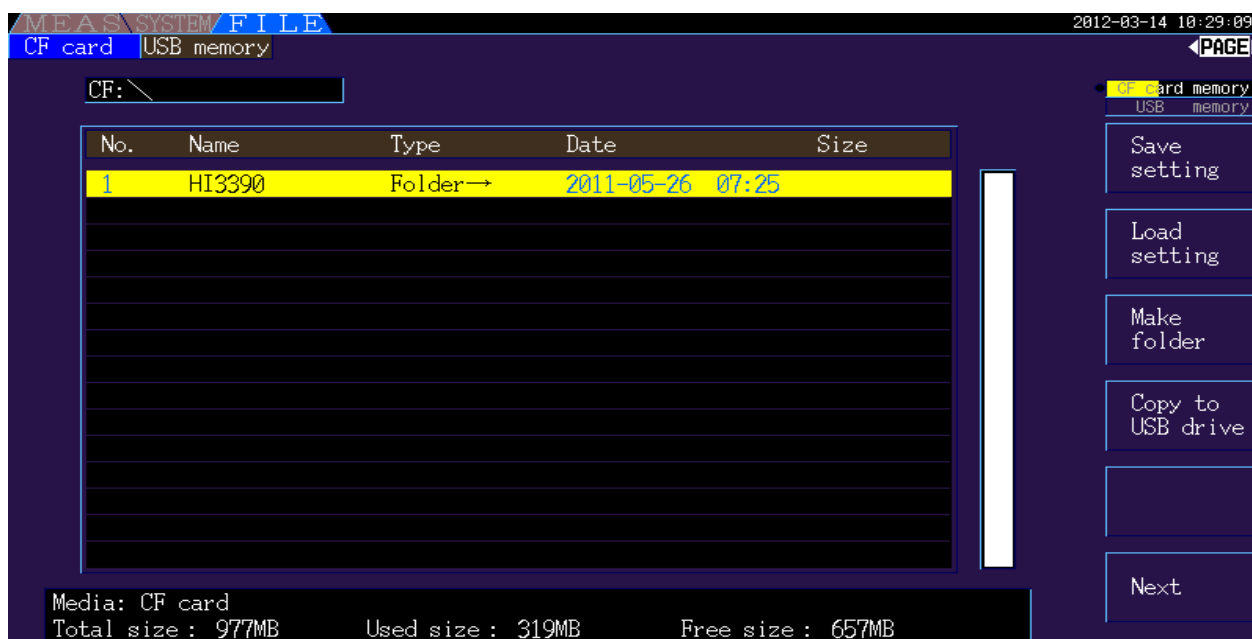 MEAS SYSTEM FILE 2012-03-14 10:29:09
CF card USB memory ◀PAGE
CF:\
CF card memory
USB memory
No. Name Type Date Size
1 HI3390 Folder→ 2011-05-26 07:25
Save
setting
Load
setting
Make
folder
Copy to
USB drive
Next
Media: CF card
Total size : 977MB Used size : 319MB Free size : 657MB